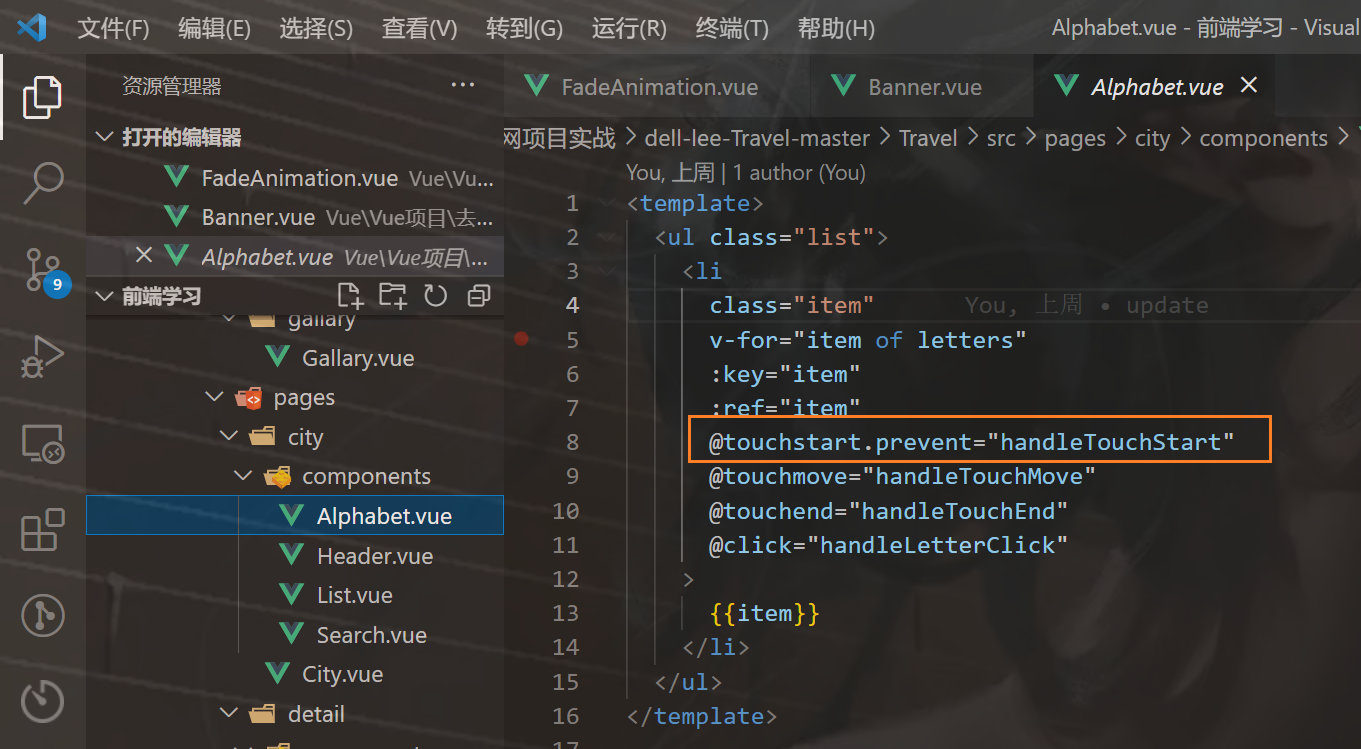 文件(F) 编辑(E) 选择(S) 查看(V) 转到(G) 运行(R) 终端(T) 帮助(H) Alphabet.vue - 前端学习 - Visual
资源管理器 ···
打开的编辑器
FadeAnimation.vue Vue\Vu...
Banner.vue Vue\Vue项目\去...
Alphabet.vue Vue\Vue项目\...
前端学习
gallary
Gallary.vue
pages
city
components
Alphabet.vue
Header.vue
List.vue
Search.vue
City.vue
detail
9
FadeAnimation.vue Banner.vue Alphabet.vue
网项目实战 > dell-lee-Travel-master > Travel > src > pages > city > components >
You, 上周 | 1 author (You)
1 <template>
2 <ul class="list">
3 <li
4 class="item" You, 上周 • update
5 v-for="item of letters"
6 :key="item"
7 :ref="item"
8 @touchstart.prevent="handleTouchStart"
9 @touchmove="handleTouchMove"
10 @touchend="handleTouchEnd"
11 @click="handleLetterClick"
12 >
13 {{item}}
14 </li>
15 </ul>
16 </template>
17